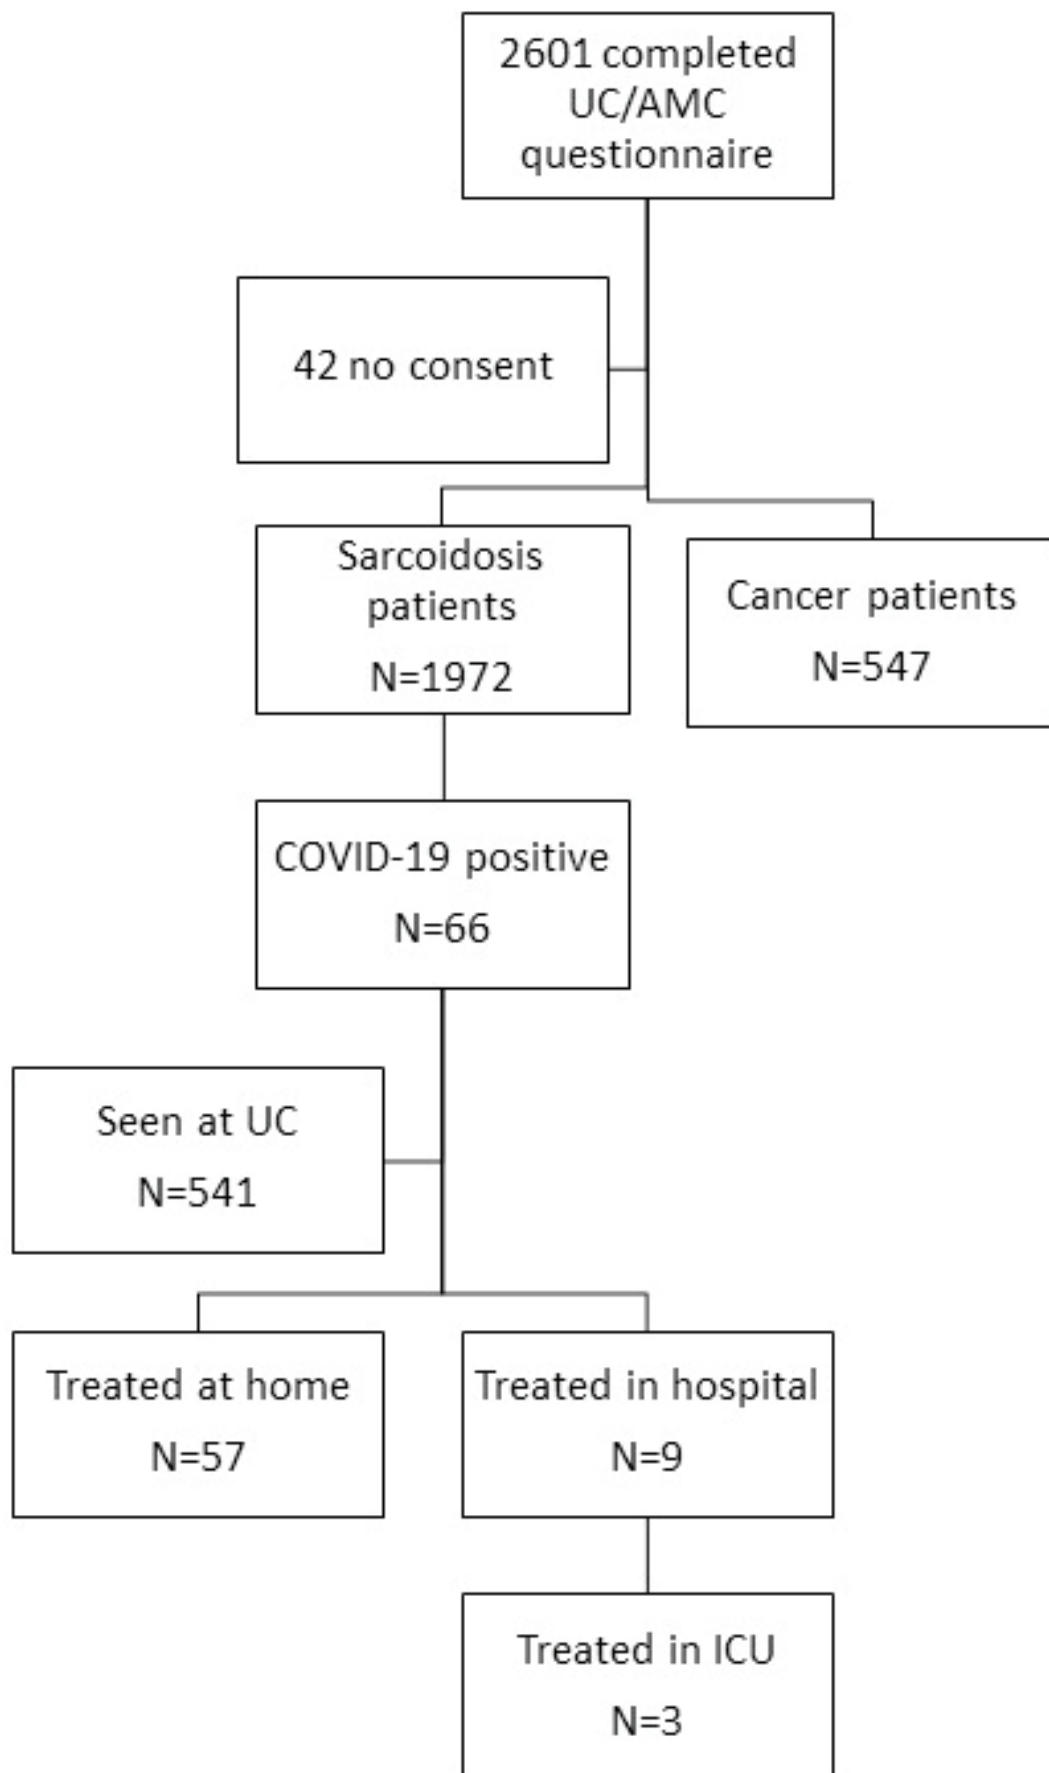 2601 completed
UC/AMC
questionnaire
42 no consent
Sarcoidosis
patients
N=1972
Cancer patients
N=547
COVID-19 positive
N=66
Seen at UC
N=541
Treated at home
N=57
Treated in hospital
N=9
Treated in ICU
N=3